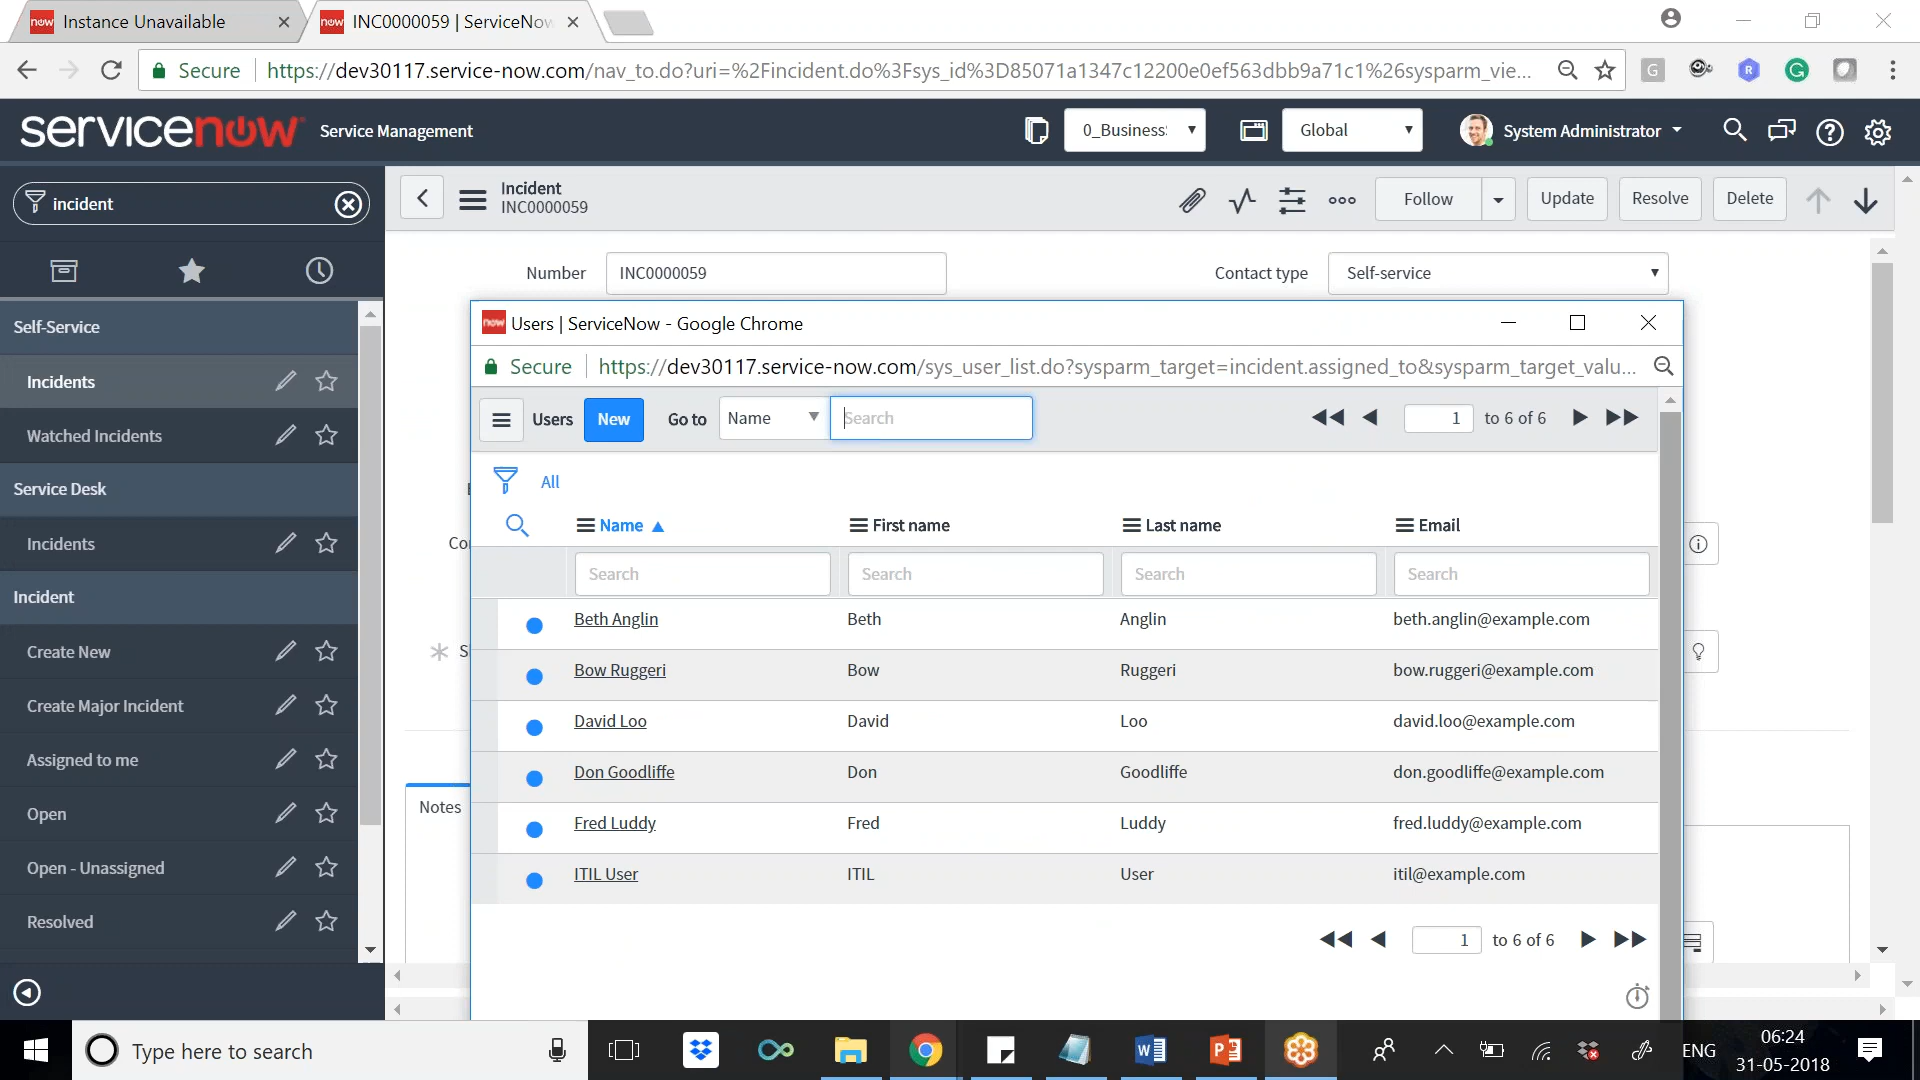 Instance Unavailable
INC0000059 | ServiceNow
Secure
https://dev30117.service-now.com/nav_to.do?uri=%2Fincident.do%3Fsys_id%3D85071a1347c12200e0ef563dbb9a71c1%26sysparm_vie...
servicenow Service Management
0_Business
Global
System Administrator
incident
Incident
INC0000059
Follow
Update
Resolve
Delete
Number
INC0000059
Contact type
Self-service
Self-Service
Incidents
Watched Incidents
Service Desk
Incidents
Incident
Create New
Create Major Incident
Assigned to me
Open
Open - Unassigned
Resolved
Notes
Users | ServiceNow - Google Chrome
Secure
https://dev30117.service-now.com/sys_user_list.do?sysparm_target=incident.assigned_to&sysparm_target_valu...
Users New Go to Name Search 1 to 6 of 6
All
Name First name Last name Email
Search Search Search Search
Beth Anglin Beth Anglin beth.anglin@example.com
Bow Ruggeri Bow Ruggeri bow.ruggeri@example.com
David Loo David Loo david.loo@example.com
Don Goodliffe Don Goodliffe don.goodliffe@example.com
Fred Luddy Fred Luddy fred.luddy@example.com
ITIL User ITIL User itil@example.com
1 to 6 of 6
Type here to search
ENG
06:24
31-05-2018